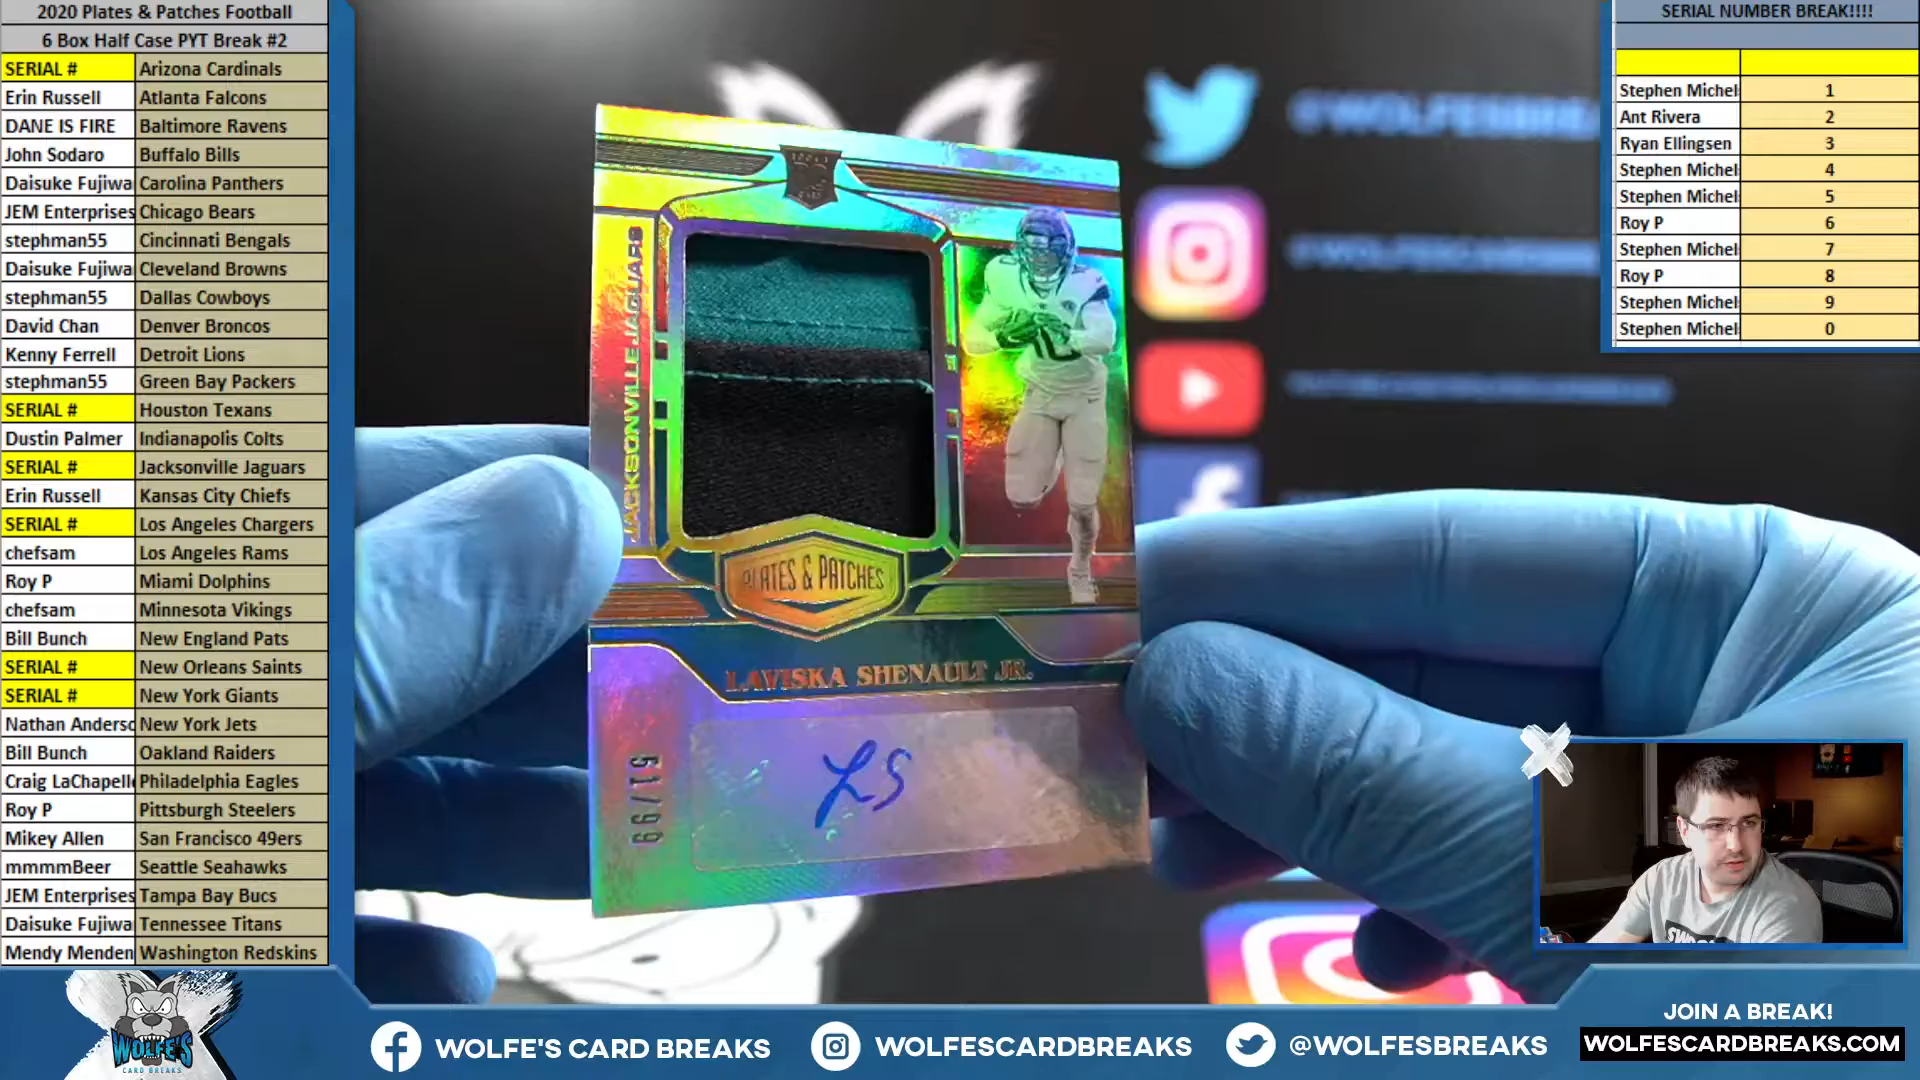 2020 Plates & Patches Football
6 Box Half Case PYT Break #2
SERIAL # Arizona Cardinals
Erin Russell Atlanta Falcons
DANE IS FIRE Baltimore Ravens
John Sodaro Buffalo Bills
Daisuke Fujiwa Carolina Panthers
JEM Enterprises Chicago Bears
stephman55 Cincinnati Bengals
Daisuke Fujiwa Cleveland Browns
stephman55 Dallas Cowboys
David Chan Denver Broncos
Kenny Ferrell Detroit Lions
stephman55 Green Bay Packers
SERIAL # Houston Texans
Dustin Palmer Indianapolis Colts
SERIAL # Jacksonville Jaguars
Erin Russell Kansas City Chiefs
SERIAL # Los Angeles Chargers
chefsam Los Angeles Rams
Roy P Miami Dolphins
chefsam Minnesota Vikings
Bill Bunch New England Pats
SERIAL # New Orleans Saints
SERIAL # New York Giants
Nathan Anderso New York Jets
Bill Bunch Oakland Raiders
Craig LaChapelle Philadelphia Eagles
Roy P Pittsburgh Steelers
Mikey Allen San Francisco 49ers
mmmmBeer Seattle Seahawks
JEM Enterprises Tampa Bay Bucs
Daisuke Fujiwa Tennessee Titans
Mendy Menden Washington Redskins
JACKSONVILLE JAGUARS
PLATES & PATCHES
LAVISKA SHENAULT JR.
61/99
LS
@WOLFESBREA
SERIAL NUMBER BREAK!!!!
Stephen Michel 1
Ant Rivera 2
Ryan Ellingsen 3
Stephen Michel 4
Stephen Michel 5
Roy P 6
Stephen Michel 7
Roy P 8
Stephen Michel 9
Stephen Michel 0
WOLFE'S
CARD BREAKS
WOLFE'S CARD BREAKS
WOLFESCARDBREAKS
@WOLFESBREAKS
JOIN A BREAK!
WOLFESCARDBREAKS.COM